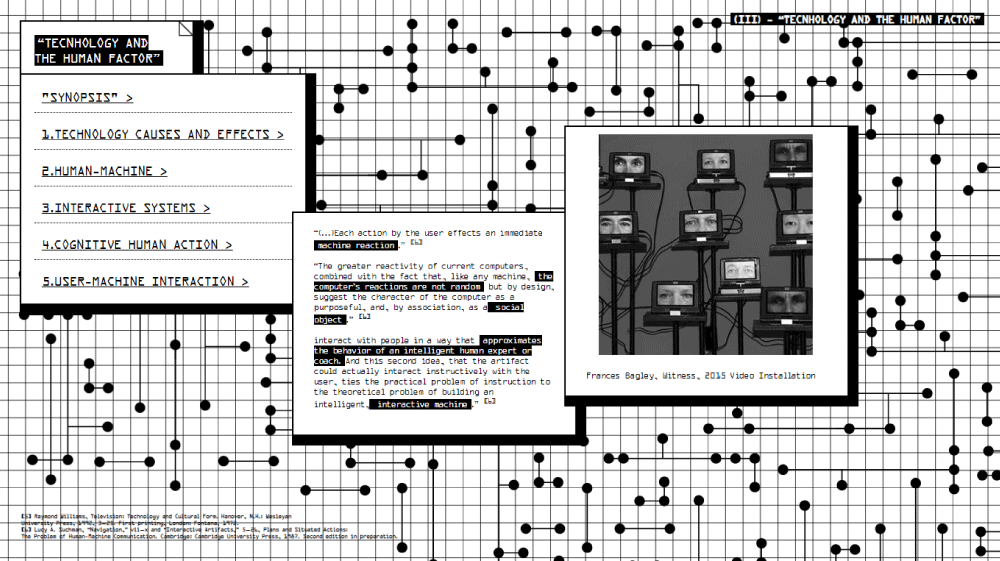 (III) – “TECNHOLOGY AND THE HUMAN FACTOR”
“TECNHOLOGY AND
THE HUMAN FACTOR”
"SYNOPSIS" >
1.TECHNOLOGY CAUSES AND EFFECTS >
2.HUMAN-MACHINE >
3.INTERACTIVE SYSTEMS >
4.COGNITIVE HUMAN ACTION >
5.USER-MACHINE INTERACTION >
“(...)Each action by the user effects an immediate
machine reaction.” [6]
“The greater reactivity of current computers,
combined with the fact that, like any machine, the
computer's reactions are not random but by design,
suggest the character of the computer as a
purposeful, and, by association, as a social
object.” [6]
interact with people in a way that approximates
the behavior of an intelligent human expert or
coach. And this second idea, that the artifact
could actually interact instructively with the
user, ties the practical problem of instruction to
the theoretical problem of building an
intelligent, interactive machine.” [6]
Frances Bagley, Witness, 2015 Video Installation
[5] Raymond Williams, Television: Technology and Cultural Form. Hanover, N.H.: Wesleyan
University Press, 1992, 3–25. First printing, London: Fontana, 1974.
[6] Lucy A. Suchman, “Navigation,” vii–x and “Interactive Artifacts,” 5–26, Plans and Situated Actions:
The Problem of Human-Machine Communication. Cambridge: Cambridge University Press, 1987. Second edition in preparation.